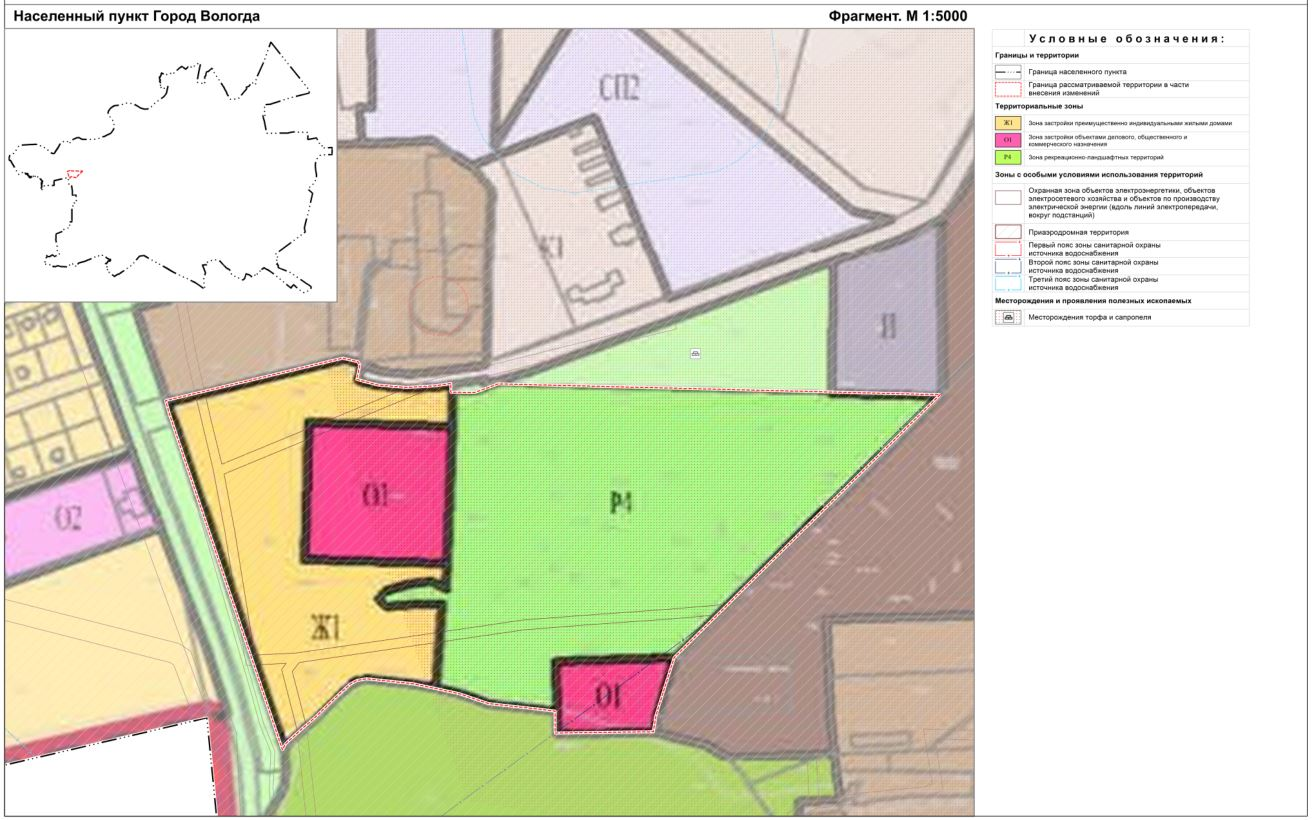 Населенный пункт Город Вологда
Фрагмент. М 1:5000
СП2
К1
П1
О1
Р4
О2
Ж1
О1
Условные обозначения:
Границы и территории
Граница населенного пункта
Граница рассматриваемой территории в части
внесения изменений
Территориальные зоны
Ж1 Зона застройки преимущественно индивидуальными жилыми домами
О1 Зона застройки объектами делового, общественного и
коммерческого назначения
Р4 Зона рекреационно-ландшафтных территорий
Зоны с особыми условиями использования территорий
Охранная зона объектов электроэнергетики, объектов
электросетевого хозяйства и объектов по производству
электрической энергии (вдоль линий электропередачи,
вокруг подстанций)
Приаэродромная территория
Первый пояс зоны санитарной охраны
источника водоснабжения
Второй пояс зоны санитарной охраны
источника водоснабжения
Третий пояс зоны санитарной охраны
источника водоснабжения
Месторождения и проявления полезных ископаемых
Месторождения торфа и сапропеля